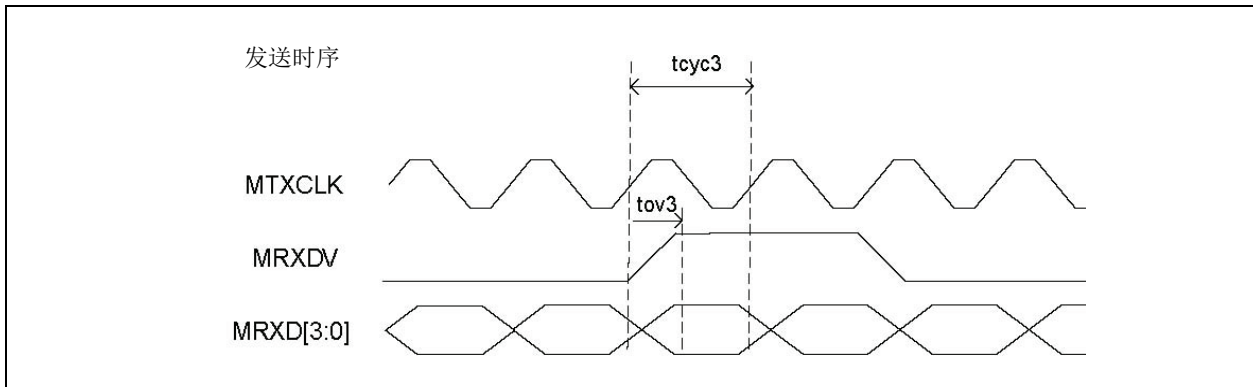 发送时序
tcyc3
MTXCLK
tov3
MRXDV
MRXD[3:0]